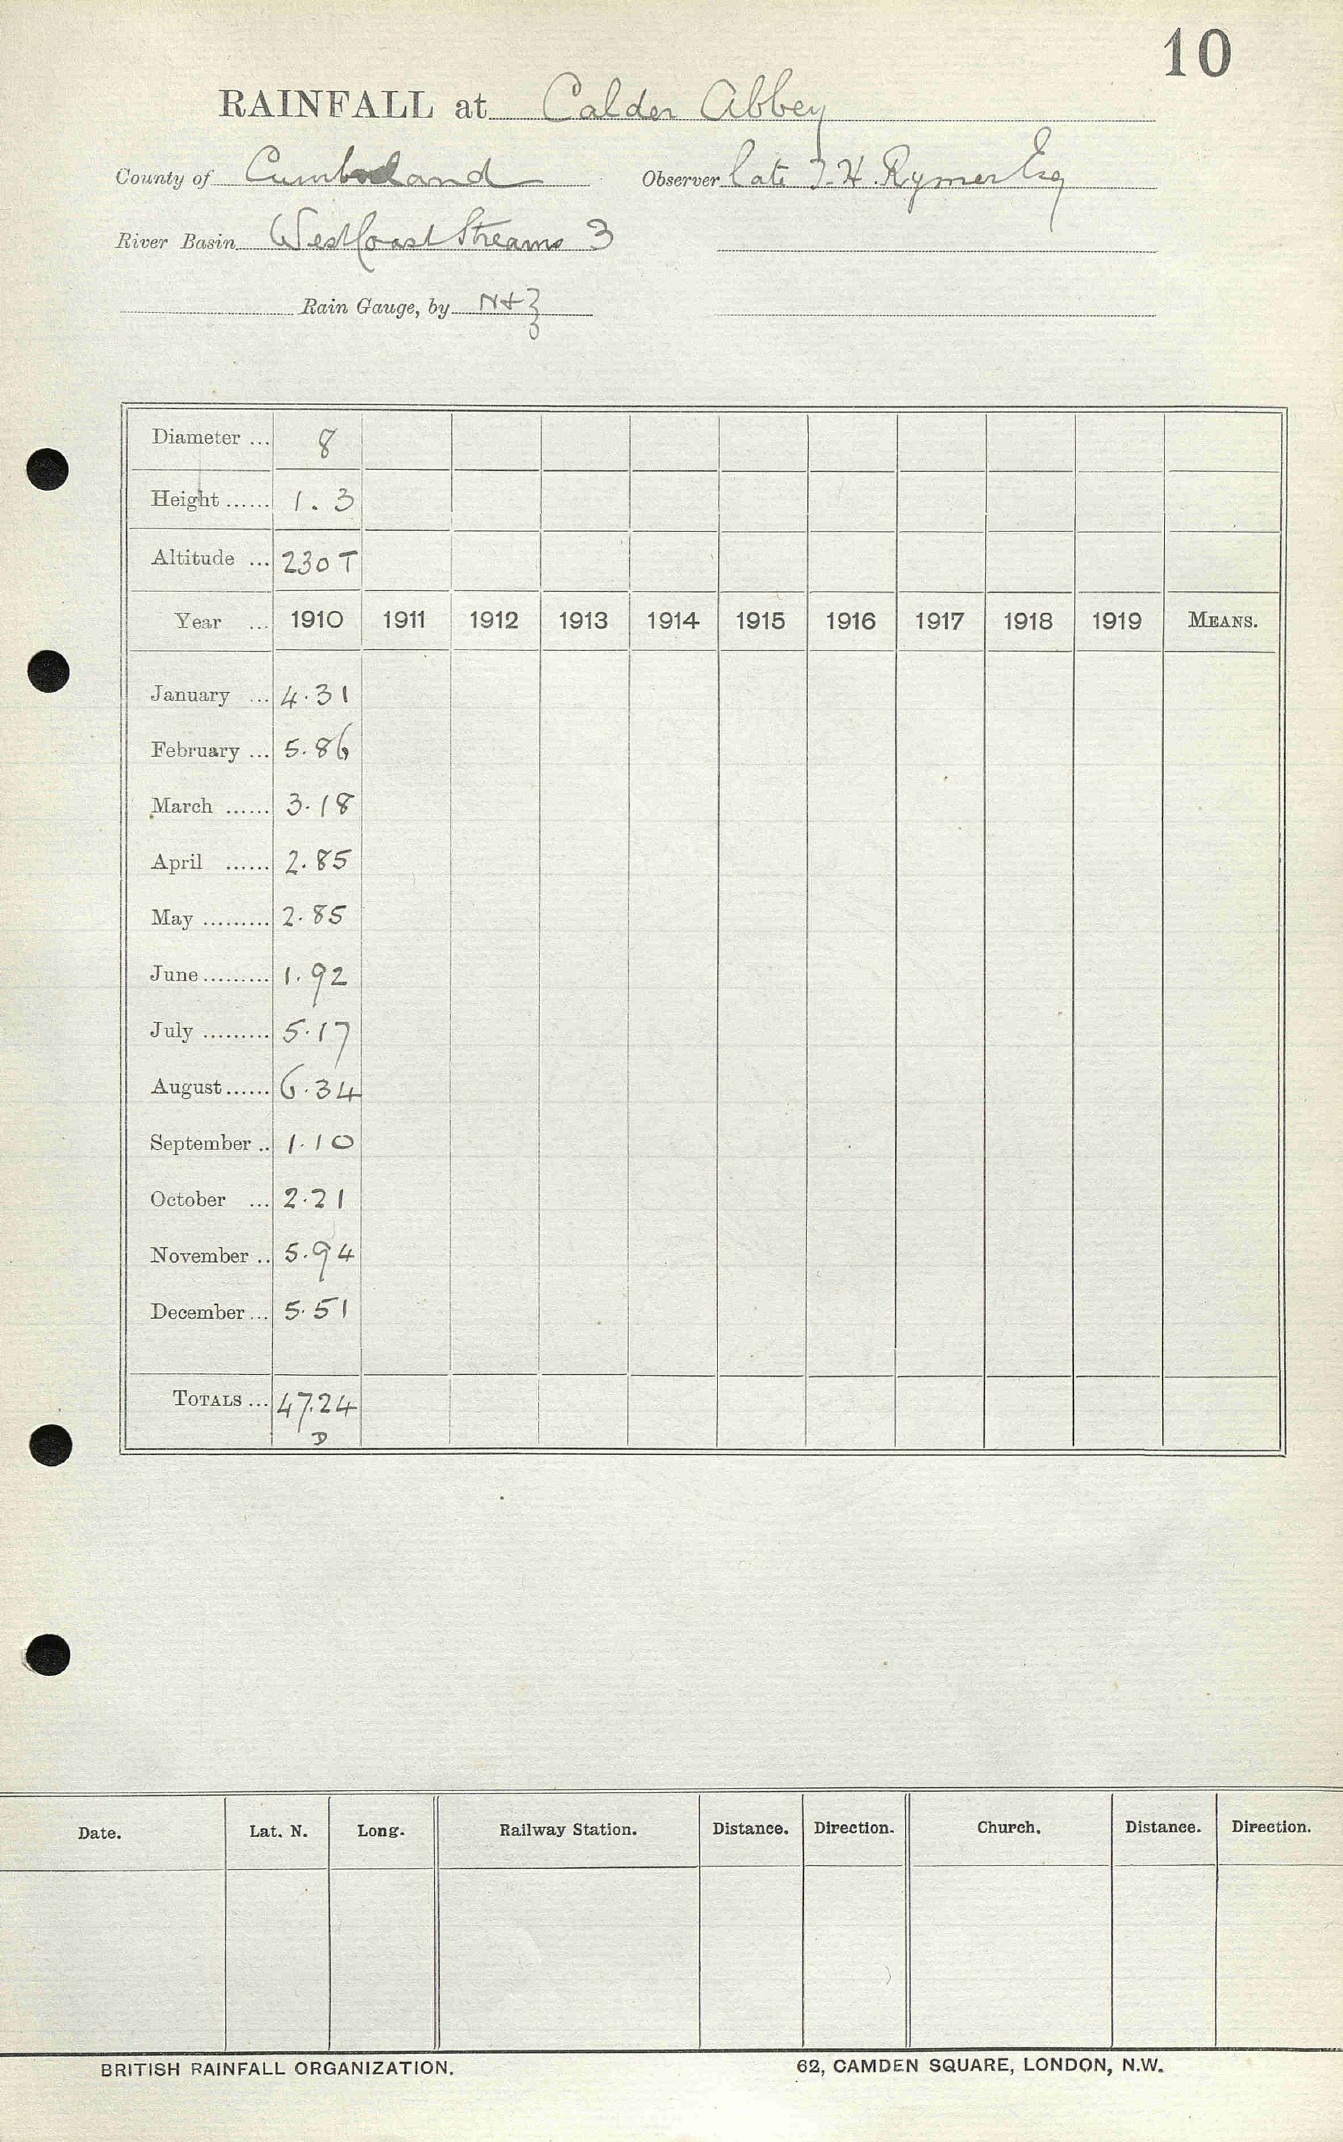 10
RAINFALL at Calder Abbey
County of Cumberland Observer late T. H. Rymer Esq
River Basin West Coast Streams 3
Rain Gauge, by N & Z
Diameter ... 8
Height ...... 1.3
Altitude ... 230 T
Year ... 1910 1911 1912 1913 1914 1915 1916 1917 1918 1919 MEANS.
January ... 4.31
February ... 5.86
March ...... 3.18
April ...... 2.85
May ......... 2.85
June ......... 1.92
July ......... 5.17
August ...... 6.34
September .. 1.10
October ... 2.21
November .. 5.94
December ... 5.51
TOTALS ... 47.24
D
Date. Lat. N. Long. Railway Station. Distance. Direction. Church. Distance. Direction.
BRITISH RAINFALL ORGANIZATION. 62, CAMDEN SQUARE, LONDON, N.W.